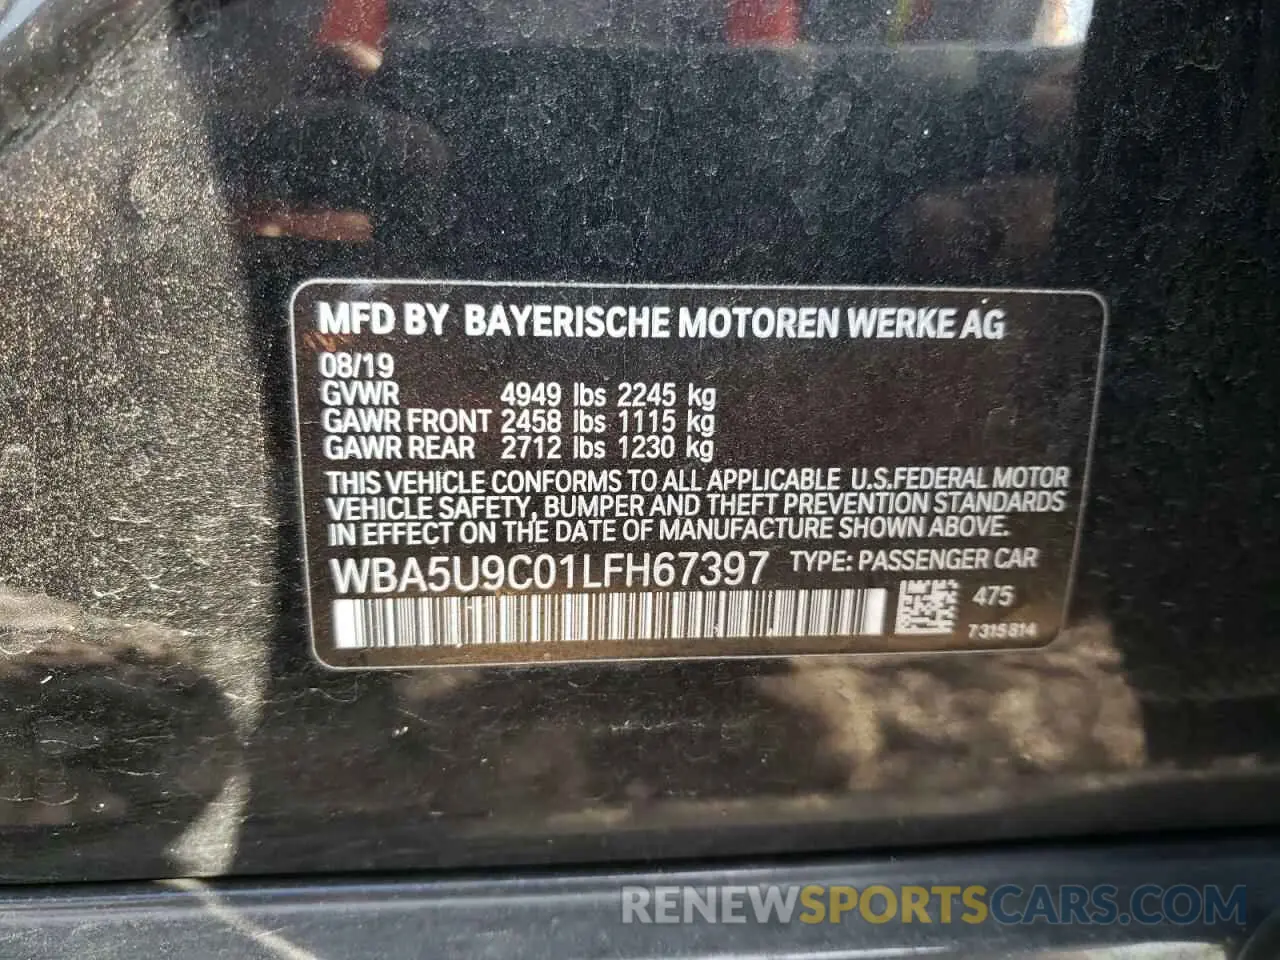 MFD BY BAYERISCHE MOTOREN WERKE AG
08/19
GVWR 4949 lbs 2245 kg
GAWR FRONT 2458 lbs 1115 kg
GAWR REAR 2712 lbs 1230 kg
THIS VEHICLE CONFORMS TO ALL APPLICABLE U.S.FEDERAL MOTOR
VEHICLE SAFETY, BUMPER AND THEFT PREVENTION STANDARDS
IN EFFECT ON THE DATE OF MANUFACTURE SHOWN ABOVE.
WBA5U9C01LFH67397 TYPE: PASSENGER CAR
475
7315814
RENEWSPORTSCARS.COM